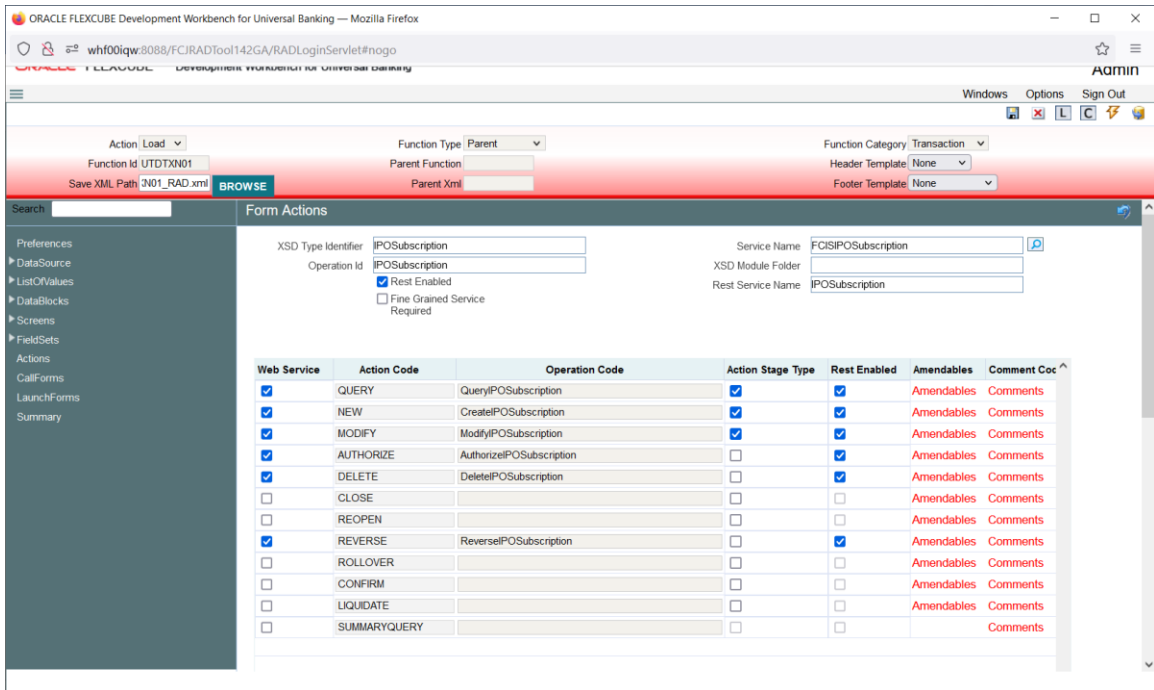 ORACLE FLEXCUBE Development Workbench for Universal Banking — Mozilla Firefox
whf00iqw:8088/FCJRADTool142GA/RADLoginServlet#nogo
ORACLE FLEXCUBE Development Workbench for Universal Banking Admin
Windows Options Sign Out
L C
Action Load Function Type Parent Function Category Transaction
Function Id UTDTXN01 Parent Function Header Template None
Save XML Path N01_RAD.xml BROWSE Parent Xml Footer Template None
Search Form Actions
Preferences
DataSource
ListOfValues
DataBlocks
Screens
FieldSets
Actions
CallForms
LaunchForms
Summary
XSD Type Identifier IPOSubscription Service Name FCISIPOSubscription
Operation Id IPOSubscription XSD Module Folder
Rest Enabled Rest Service Name IPOSubscription
Fine Grained Service
Required
Web Service Action Code Operation Code Action Stage Type Rest Enabled Amendables Comment Coc
QUERY QueryIPOSubscription Amendables Comments
NEW CreateIPOSubscription Amendables Comments
MODIFY ModifyIPOSubscription Amendables Comments
AUTHORIZE AuthorizeIPOSubscription Amendables Comments
DELETE DeleteIPOSubscription Amendables Comments
CLOSE Amendables Comments
REOPEN Amendables Comments
REVERSE ReverseIPOSubscription Amendables Comments
ROLLOVER Amendables Comments
CONFIRM Amendables Comments
LIQUIDATE Amendables Comments
SUMMARYQUERY Comments